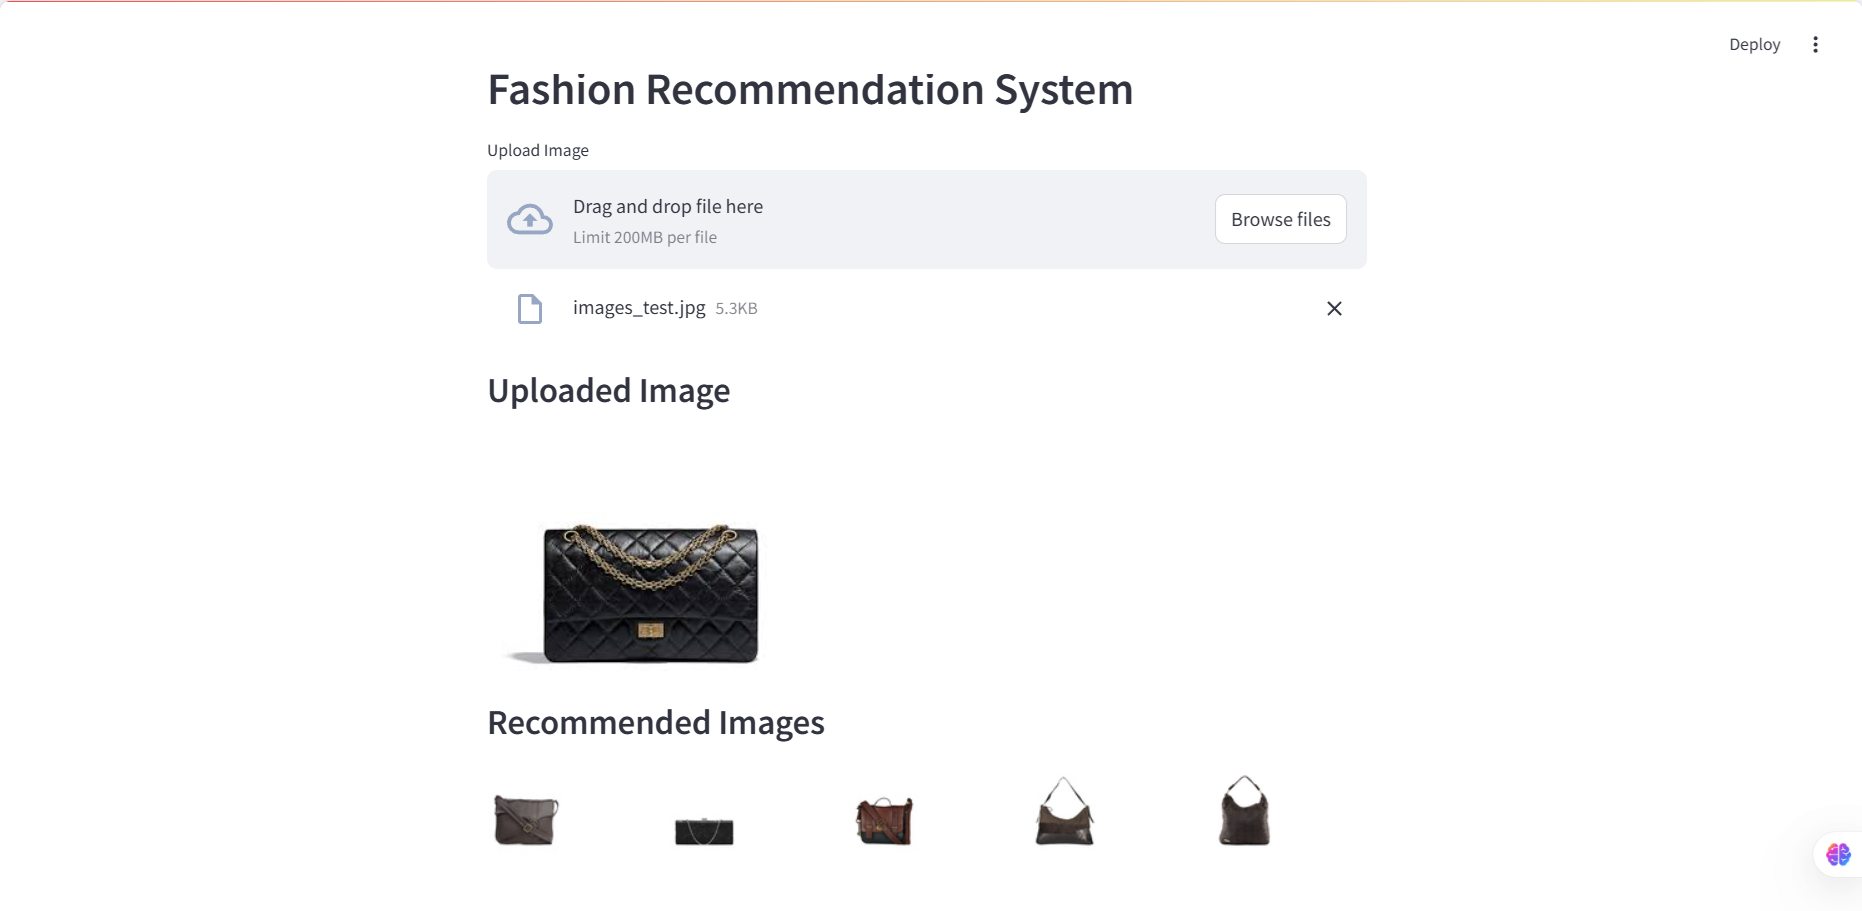 Deploy
Fashion Recommendation System
Upload Image
Drag and drop file here
Limit 200MB per file
Browse files
images_test.jpg 5.3KB
Uploaded Image
Recommended Images